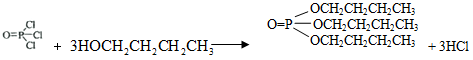 Cl
O=P Cl
Cl
+ 3HOCH₂CH₂CH₂CH₃
OCH₂CH₂CH₂CH₃
O=P OCH₂CH₂CH₂CH₃
OCH₂CH₂CH₂CH₃
+ 3HCl